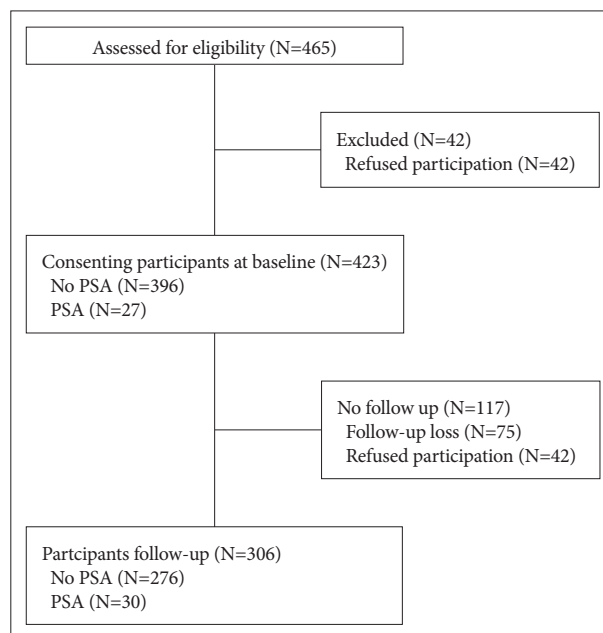 Assessed for eligibility (N=465)
Excluded (N=42)
Refused participation (N=42)
Consenting participants at baseline (N=423)
No PSA (N=396)
PSA (N=27)
No follow up (N=117)
Follow-up loss (N=75)
Refused participation (N=42)
Partcipants follow-up (N=306)
No PSA (N=276)
PSA (N=30)